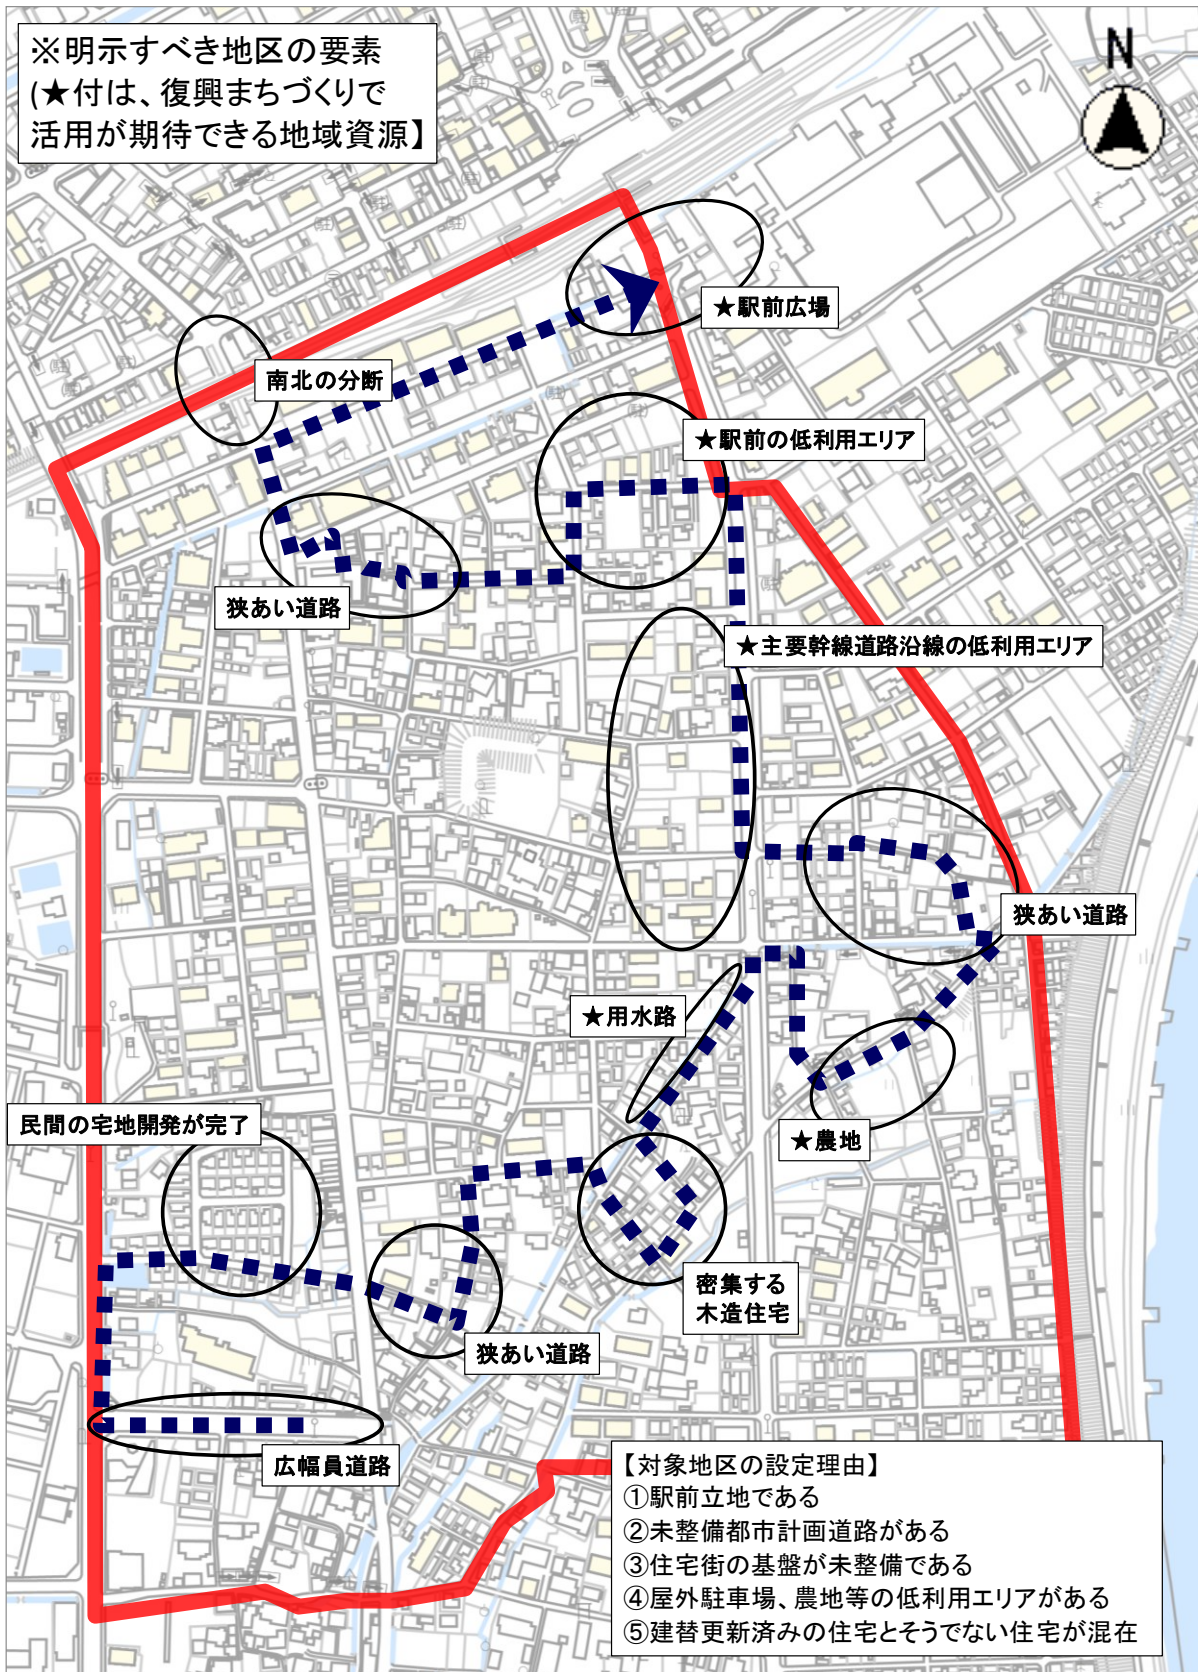 ※明示すべき地区の要素
(★付は、復興まちづくりで
活用が期待できる地域資源】
N
★駅前広場
南北の分断
★駅前の低利用エリア
狭あい道路
★主要幹線道路沿線の低利用エリア
狭あい道路
★用水路
民間の宅地開発が完了
★農地
密集する
木造住宅
狭あい道路
広幅員道路
【対象地区の設定理由】
①駅前立地である
②未整備都市計画道路がある
③住宅街の基盤が未整備である
④屋外駐車場、農地等の低利用エリアがある
⑤建替更新済みの住宅とそうでない住宅が混在